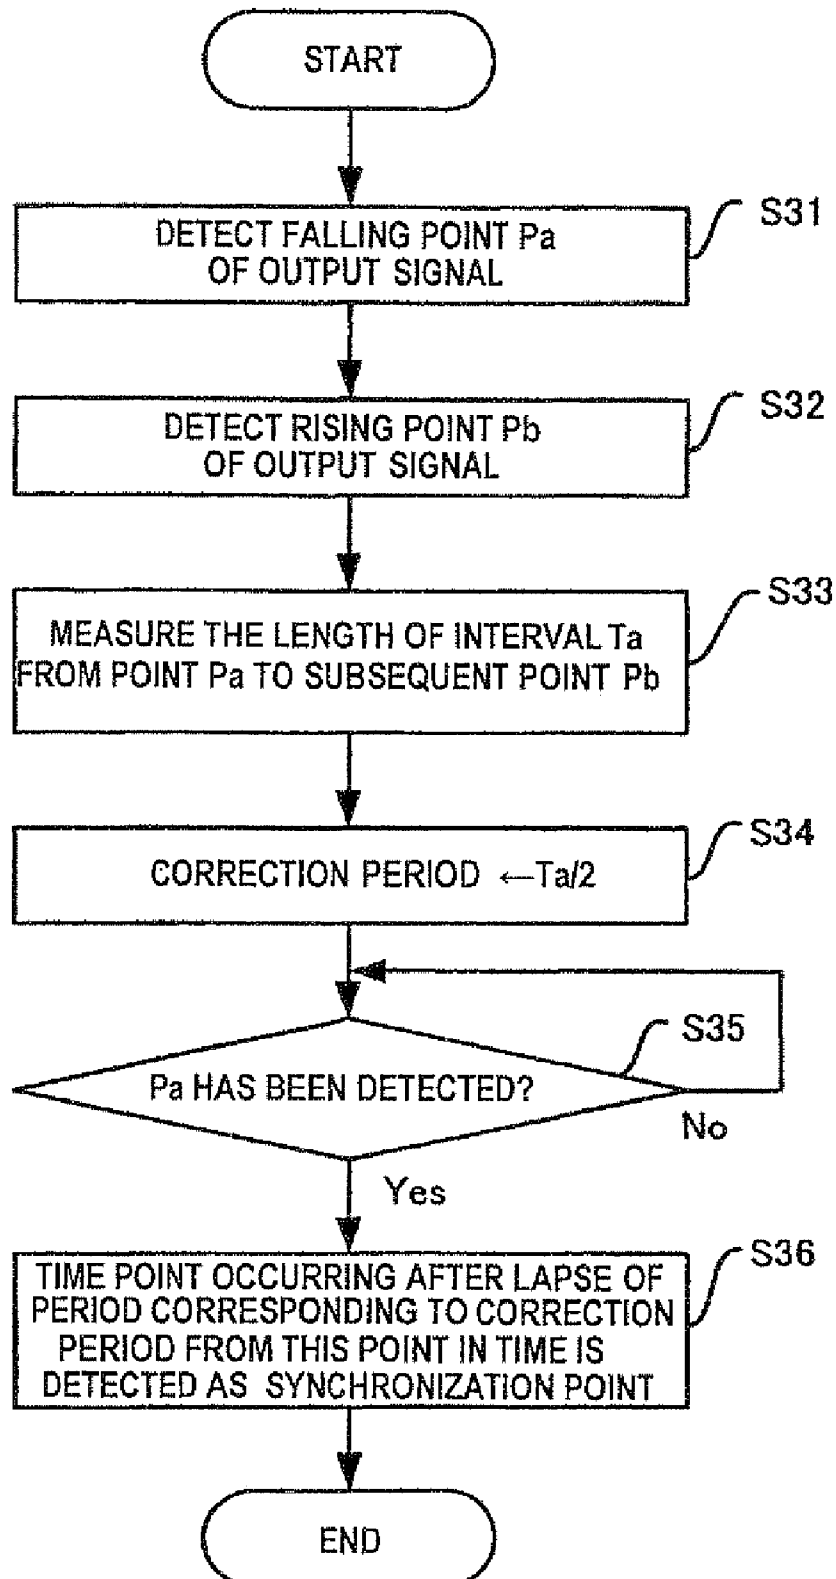 START
DETECT FALLING POINT Pa
OF OUTPUT SIGNAL
S31
DETECT RISING POINT Pb
OF OUTPUT SIGNAL
S32
MEASURE THE LENGTH OF INTERVAL Ta
FROM POINT Pa TO SUBSEQUENT POINT Pb
S33
CORRECTION PERIOD ←Ta/2
S34
Pa HAS BEEN DETECTED?
S35
No
Yes
TIME POINT OCCURRING AFTER LAPSE OF
PERIOD CORRESPONDING TO CORRECTION
PERIOD FROM THIS POINT IN TIME IS
DETECTED AS SYNCHRONIZATION POINT
S36
END